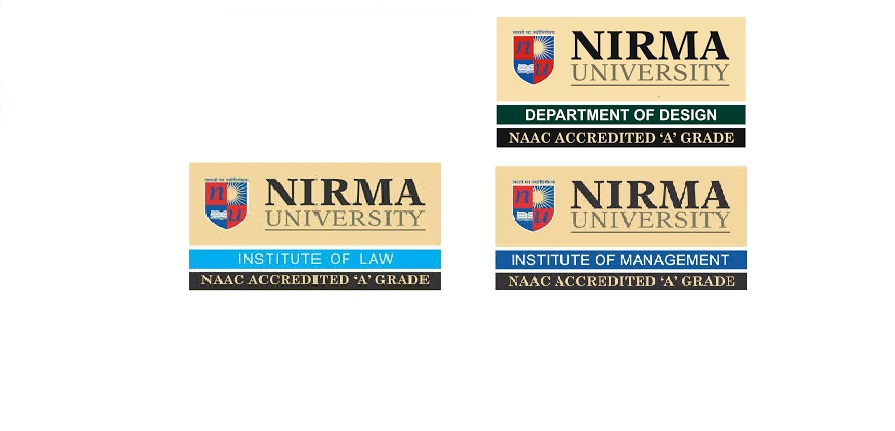 NIRMA
UNIVERSITY
DEPARTMENT OF DESIGN
NAAC ACCREDITED ‘A’ GRADE
n
u
NIRMA
UNIVERSITY
INSTITUTE OF LAW
NAAC ACCREDITED ‘A’ GRADE
n
u
NIRMA
UNIVERSITY
INSTITUTE OF MANAGEMENT
NAAC ACCREDITED ‘A’ GRADE
n
u